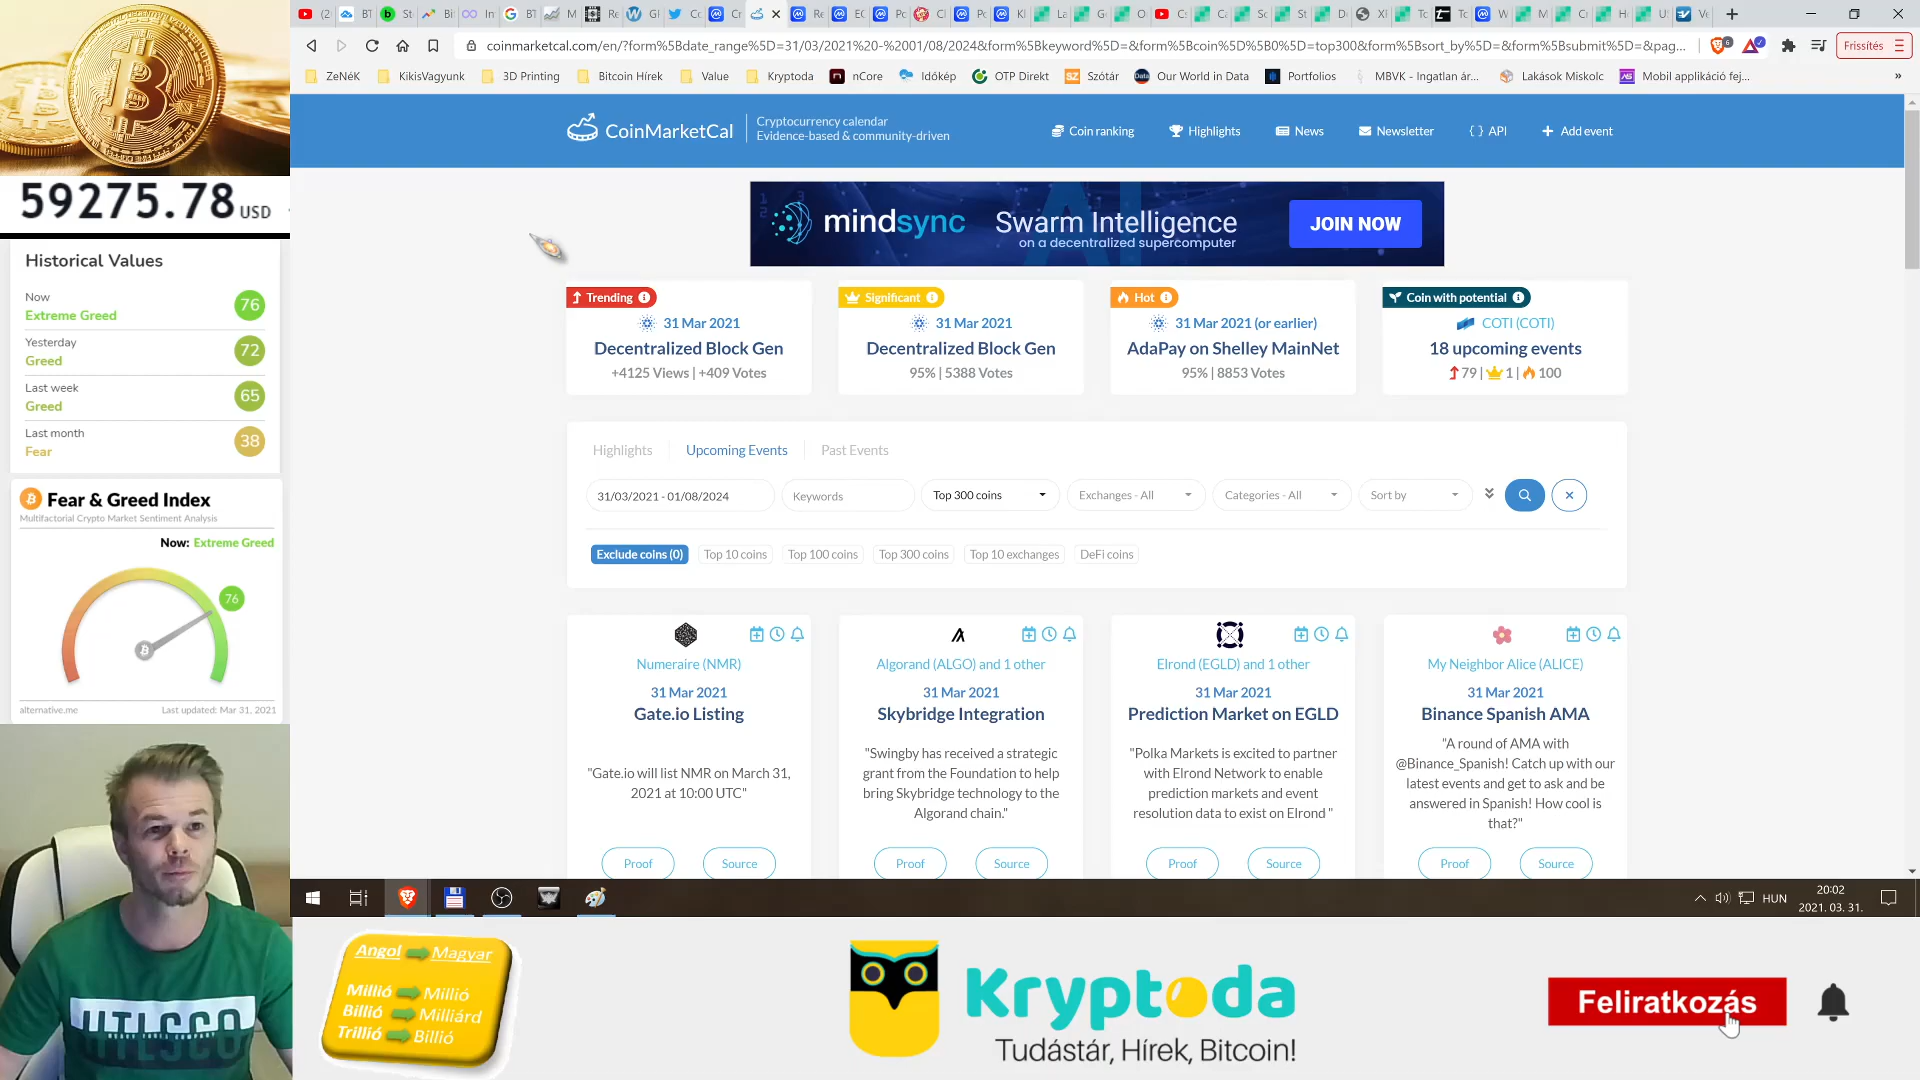 coinmarketcal.com/en/?form%5Bdate_range%5D=31/03/2021%20-%2001/08/2024&form%5Bkeyword%5D=&form%5Bcoin%5D%5B0%5D=top300&form%5Bsort_by%5D=&form%5Bsubmit%5D=&pag...
Frissítés
ZeNéK
KikisVagyunk
3D Printing
Bitcoin Hírek
Value
Kryptoda
nCore
Időkép
OTP Direkt
Szótár
Our World in Data
Portfolios
MBVK - Ingatlan ár...
Lakások Miskolc
Mobil applikáció fej...
CoinMarketCal
Cryptocurrency calendar
Evidence-based & community-driven
Coin ranking
Highlights
News
Newsletter
API
Add event
59275.78 USD
mindsync
Swarm Intelligence
on a decentralized supercomputer
JOIN NOW
Historical Values
Now
Extreme Greed
76
Yesterday
Greed
72
Last week
Greed
65
Last month
Fear
38
Trending
31 Mar 2021
Decentralized Block Gen
+4125 Views | +409 Votes
Significant
31 Mar 2021
Decentralized Block Gen
95% | 5388 Votes
Hot
31 Mar 2021 (or earlier)
AdaPay on Shelley MainNet
95% | 8853 Votes
Coin with potential
COTI (COTI)
18 upcoming events
79 | 1 | 100
Highlights
Upcoming Events
Past Events
31/03/2021 - 01/08/2024
Keywords
Top 300 coins
Exchanges - All
Categories - All
Sort by
Exclude coins (0)
Top 10 coins
Top 100 coins
Top 300 coins
Top 10 exchanges
DeFi coins
Fear & Greed Index
Multifactorial Crypto Market Sentiment Analysis
Now: Extreme Greed
76
alternative.me
Last updated: Mar 31, 2021
Numeraire (NMR)
31 Mar 2021
Gate.io Listing
"Gate.io will list NMR on March 31,
2021 at 10:00 UTC"
Proof
Source
Algorand (ALGO) and 1 other
31 Mar 2021
Skybridge Integration
"Swingby has received a strategic
grant from the Foundation to help
bring Skybridge technology to the
Algorand chain."
Proof
Source
Elrond (EGLD) and 1 other
31 Mar 2021
Prediction Market on EGLD
"Polka Markets is excited to partner
with Elrond Network to enable
prediction markets and event
resolution data to exist on Elrond "
Proof
Source
My Neighbor Alice (ALICE)
31 Mar 2021
Binance Spanish AMA
"A round of AMA with
@Binance_Spanish! Catch up with our
latest events and get to ask and be
answered in Spanish! How cool is
that?"
Proof
Source
HUN
20:02
2021. 03. 31.
Angol Magyar
Millió Millió
Billió Milliárd
Trillió Billió
Kryptoda
Tudástár, Hírek, Bitcoin!
Feliratkozás